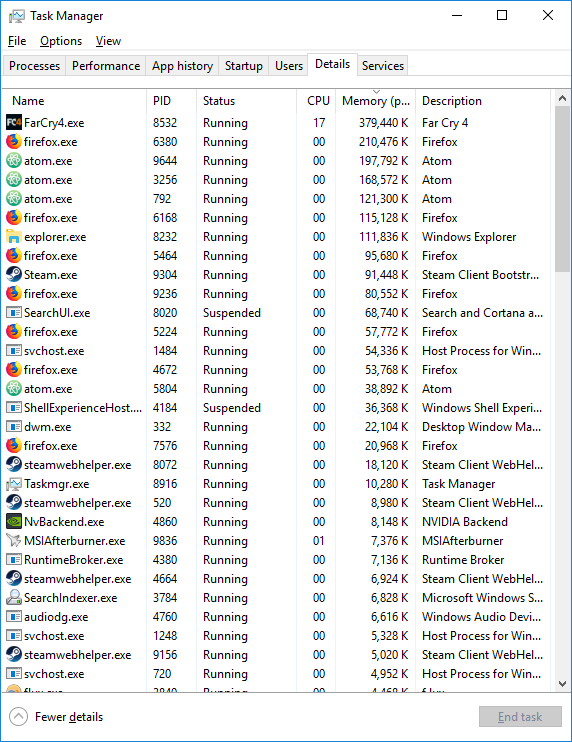 Task Manager
File Options View
Processes Performance App history Startup Users Details Services
Name PID Status CPU Memory (p... Description
FarCry4.exe 8532 Running 17 379,440 K Far Cry 4
firefox.exe 6380 Running 00 210,476 K Firefox
atom.exe 9644 Running 00 197,792 K Atom
atom.exe 3256 Running 00 168,572 K Atom
atom.exe 792 Running 00 121,300 K Atom
firefox.exe 6168 Running 00 115,128 K Firefox
explorer.exe 8232 Running 00 111,836 K Windows Explorer
firefox.exe 5464 Running 00 95,680 K Firefox
Steam.exe 9304 Running 00 91,448 K Steam Client Bootstr...
firefox.exe 9236 Running 00 80,552 K Firefox
SearchUI.exe 8020 Suspended 00 68,740 K Search and Cortana a...
firefox.exe 5224 Running 00 57,772 K Firefox
svchost.exe 1484 Running 00 54,336 K Host Process for Win...
firefox.exe 4672 Running 00 53,768 K Firefox
atom.exe 5804 Running 00 38,892 K Atom
ShellExperienceHost.... 4184 Suspended 00 36,368 K Windows Shell Experi...
dwm.exe 332 Running 00 22,104 K Desktop Window Ma...
firefox.exe 7576 Running 00 20,968 K Firefox
steamwebhelper.exe 8072 Running 00 18,120 K Steam Client WebHel...
Taskmgr.exe 8916 Running 00 10,280 K Task Manager
steamwebhelper.exe 520 Running 00 8,980 K Steam Client WebHel...
NvBackend.exe 4860 Running 00 8,148 K NVIDIA Backend
MSIAfterburner.exe 9836 Running 01 7,376 K MSIAfterburner
RuntimeBroker.exe 4380 Running 00 7,136 K Runtime Broker
steamwebhelper.exe 4664 Running 00 6,924 K Steam Client WebHel...
SearchIndexer.exe 3784 Running 00 6,828 K Microsoft Windows S...
audiodg.exe 4760 Running 00 6,616 K Windows Audio Devi...
svchost.exe 1248 Running 00 5,328 K Host Process for Win...
steamwebhelper.exe 9156 Running 00 5,020 K Steam Client WebHel...
svchost.exe 720 Running 00 4,952 K Host Process for Win...
Running 00
Fewer details End task